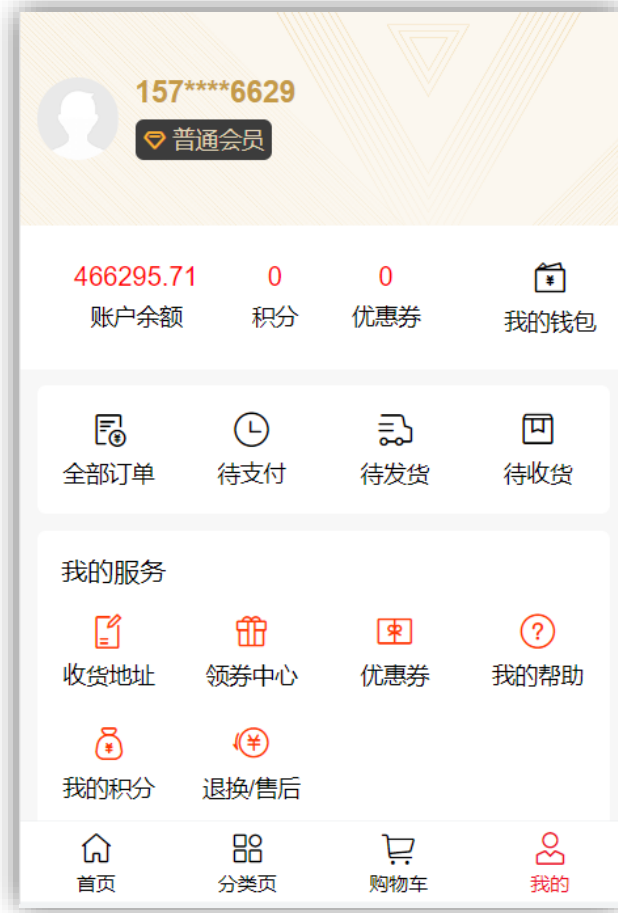 157****6629
普通会员
466295.71 0 0
账户余额 积分 优惠券 我的钱包
全部订单 待支付 待发货 待收货
我的服务
收货地址 领券中心 优惠券 我的帮助
我的积分 退换/售后
首页 分类页 购物车 我的